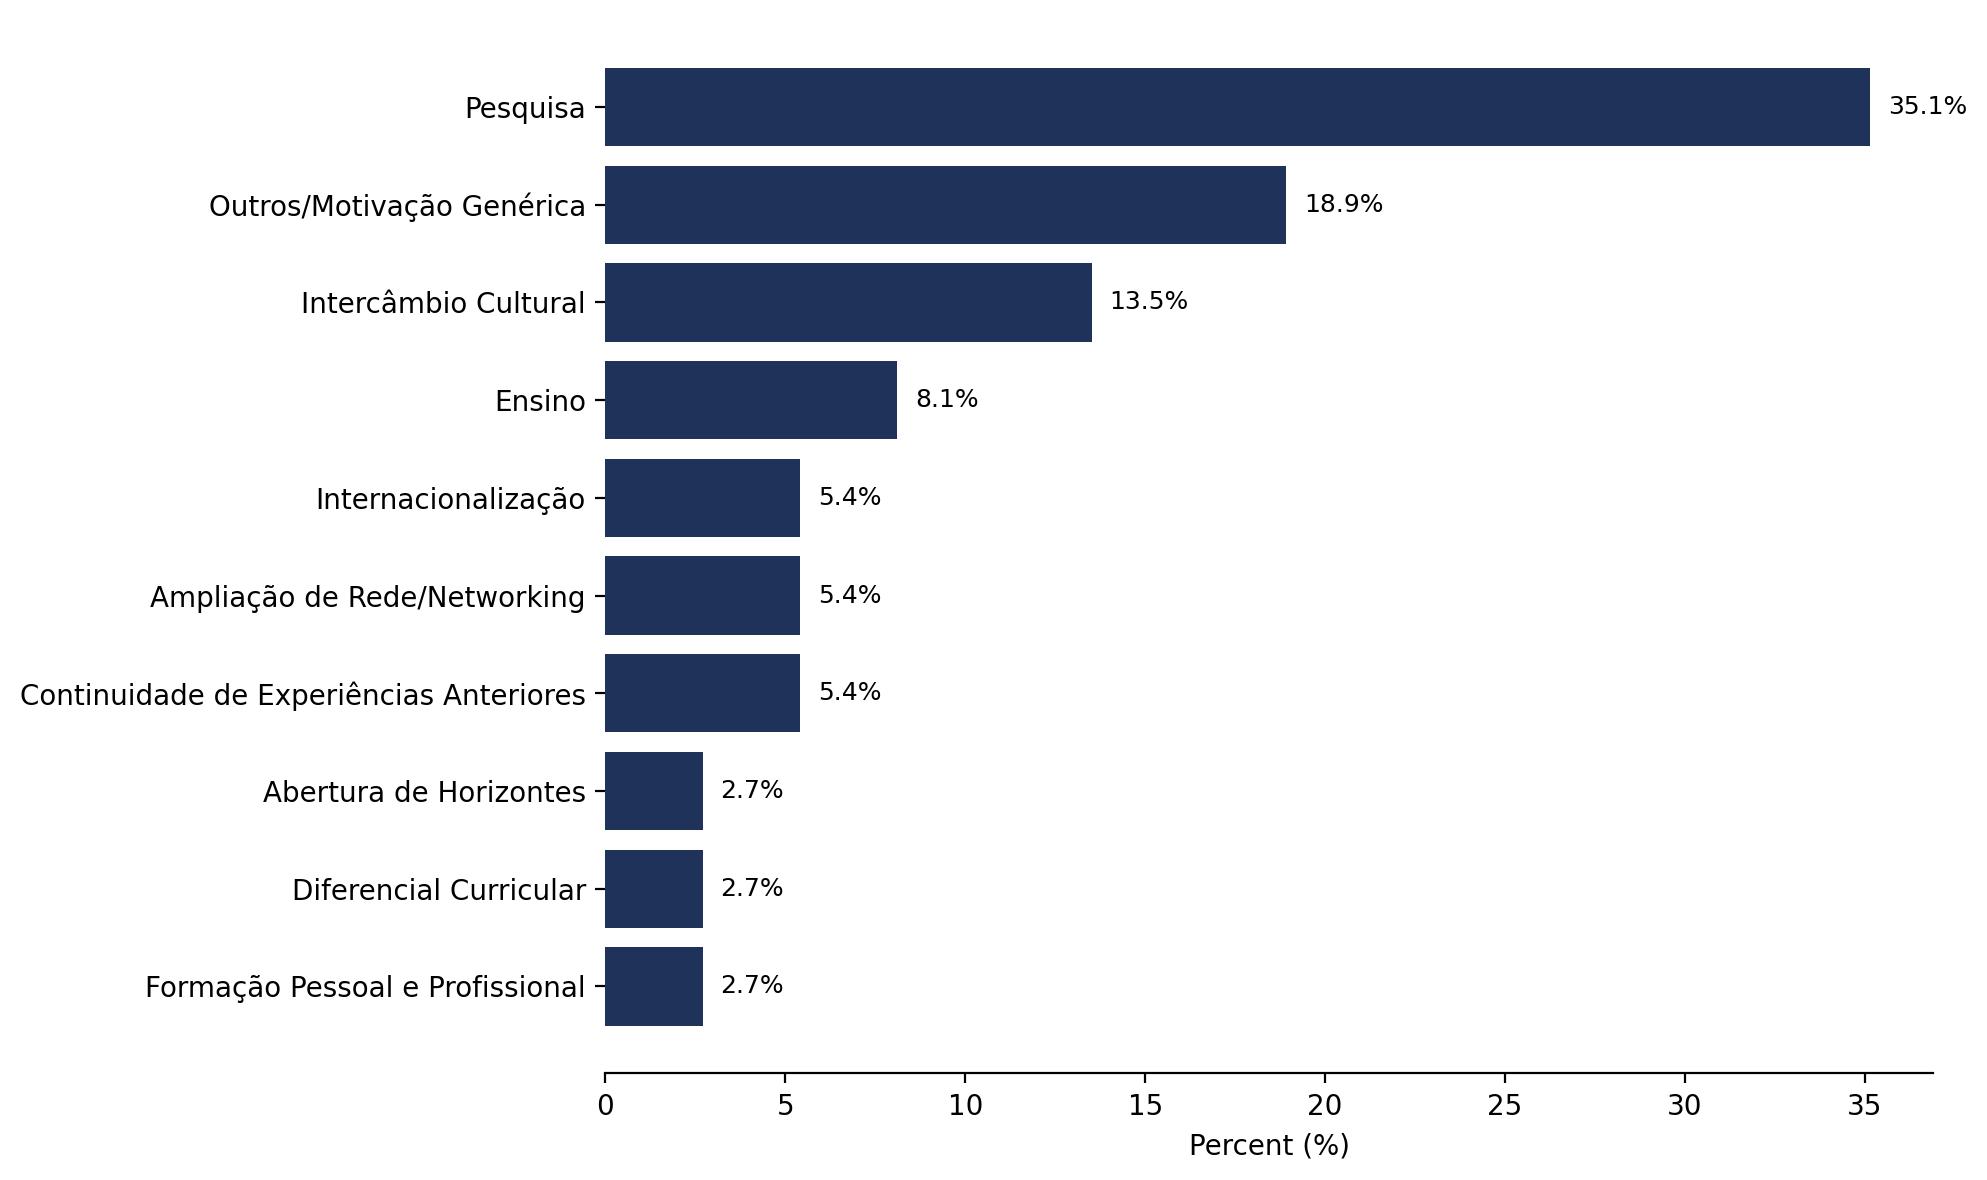 Pesquisa 35.1%
Outros/Motivação Genérica 18.9%
Intercâmbio Cultural 13.5%
Ensino 8.1%
Internacionalização 5.4%
Ampliação de Rede/Networking 5.4%
Continuidade de Experiências Anteriores 5.4%
Abertura de Horizontes 2.7%
Diferencial Curricular 2.7%
Formação Pessoal e Profissional 2.7%
0 5 10 15 20 25 30 35
Percent (%)